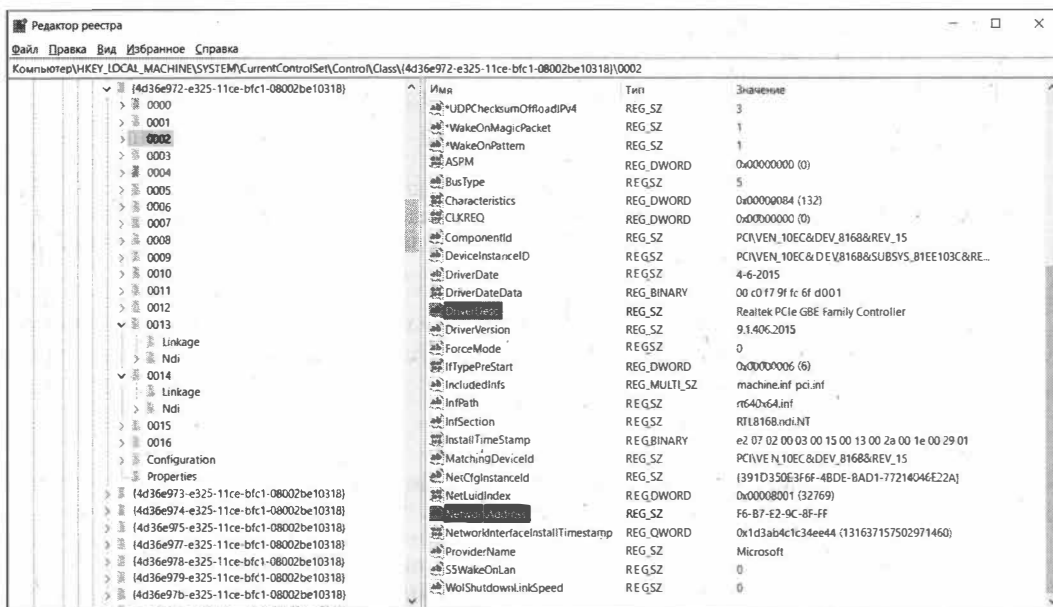 Редактор реестра
Файл Правка Вид Избранное Справка
Компьютер\HKEY_LOCAL_MACHINE\SYSTEM\CurrentControlSet\Control\Class\{4d36e972-e325-11ce-bfc1-08002be10318}\0002
{4d36e972-e325-11ce-bfc1-08002be10318}
0000
0001
0002
0003
0004
0005
0006
0007
0008
0009
0010
0011
0012
0013
Linkage
Ndi
0014
Linkage
Ndi
0015
0016
Configuration
Properties
{4d36e973-e325-11ce-bfc1-08002be10318}
{4d36e974-e325-11ce-bfc1-08002be10318}
{4d36e975-e325-11ce-bfc1-08002be10318}
{4d36e977-e325-11ce-bfc1-08002be10318}
{4d36e978-e325-11ce-bfc1-08002be10318}
{4d36e979-e325-11ce-bfc1-08002be10318}
{4d36e97b-e325-11ce-bfc1-08002be10318}
Имя Тип Значение
*UDPChecksumOffloadIPv4 REG_SZ 3
*WakeOnMagicPacket REG_SZ 1
*WakeOnPattern REG_SZ 1
ASPM REG_DWORD 0x00000000 (0)
BusType REG_SZ 5
Characteristics REG_DWORD 0x00000084 (132)
CLKREQ REG_DWORD 0x00000000 (0)
ComponentId REG_SZ PCI\VEN_10EC&DEV_8168&REV_15
DeviceInstanceID REG_SZ PCI\VEN_10EC&DEV_8168&SUBSYS_81EE103C&RE...
DriverDate REG_SZ 4-6-2015
DriverDateData REG_BINARY 00 c0 f7 9f fc 6f d0 01
DriverDesc REG_SZ Realtek PCIe GBE Family Controller
DriverVersion REG_SZ 9.1.406.2015
ForceMode REG_SZ 0
IfTypePreStart REG_DWORD 0x00000006 (6)
IncludedInfs REG_MULTI_SZ machine.inf pci.inf
InfPath REG_SZ rt640x64.inf
InfSection REG_SZ RTL8168.ndi.NT
InstallTimeStamp REG_BINARY e2 07 02 00 03 00 15 00 13 00 2a 00 1e 00 29 01
MatchingDeviceId REG_SZ PCI\VEN_10EC&DEV_8168&REV_15
NetCfgInstanceId REG_SZ {391D350E-3F6F-4BDE-8AD1-77214046E22A}
NetLuidIndex REG_DWORD 0x00008001 (32769)
NetworkAddress REG_SZ F6-B7-E2-9C-8F-FF
NetworkInterfaceInstallTimestamp REG_QWORD 0x1d3ab4c1c34ee44 (131637157502971460)
ProviderName REG_SZ Microsoft
S5WakeOnLan REG_SZ 0
WolShutdownLinkSpeed REG_SZ 0